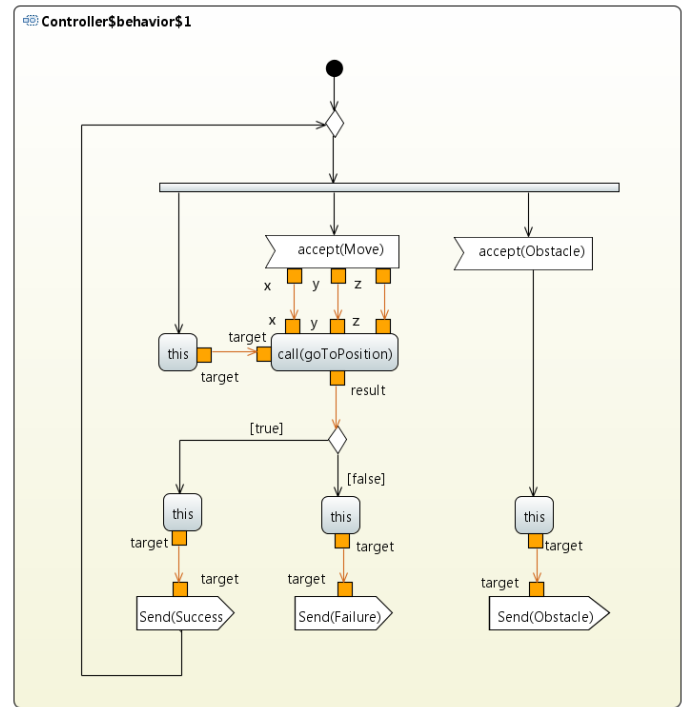 Controller$behavior$1
accept(Move)
accept(Obstacle)
x
y
z
x
y
z
target
this
call(goToPosition)
target
result
[true]
[false]
this
this
this
target
target
target
target
target
target
Send(Success
Send(Failure)
Send(Obstacle)